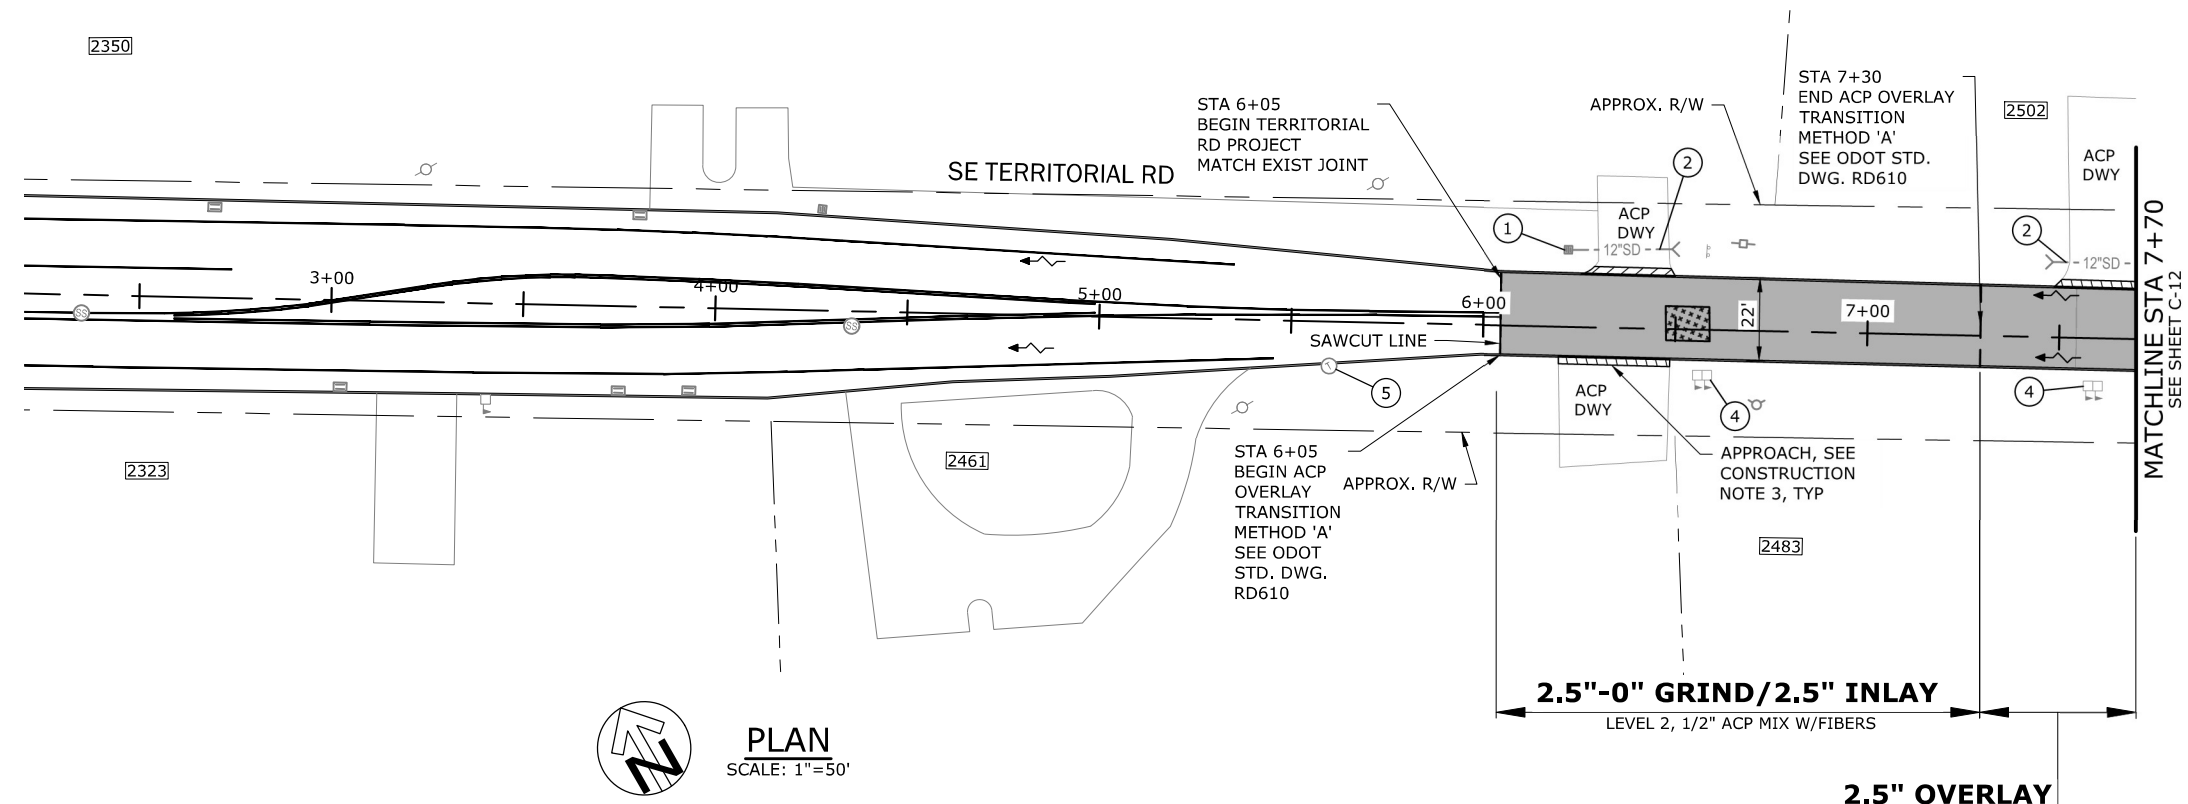 2350
STA 6+05
BEGIN TERRITORIAL
RD PROJECT
MATCH EXIST JOINT
APPROX. R/W
STA 7+30
END ACP OVERLAY
TRANSITION
METHOD 'A'
SEE ODOT STD.
DWG. RD610
2502
ACP
DWY
SE TERRITORIAL RD
2
1
ACP
DWY
12"SD
2
12"SD
MATCHLINE STA 7+70
SEE SHEET C-12
3+00
4+00
5+00
6+00
7+00
22'
SS
SS
SAWCUT LINE
T
5
ACP
DWY
4
4
2323
2461
STA 6+05
BEGIN ACP
OVERLAY
TRANSITION
METHOD 'A'
SEE ODOT
STD. DWG.
RD610
APPROX. R/W
APPROACH, SEE
CONSTRUCTION
NOTE 3, TYP
2483
2.5"-0" GRIND/2.5" INLAY
LEVEL 2, 1/2" ACP MIX W/FIBERS
N
PLAN
SCALE: 1"=50'
2.5" OVERLAY